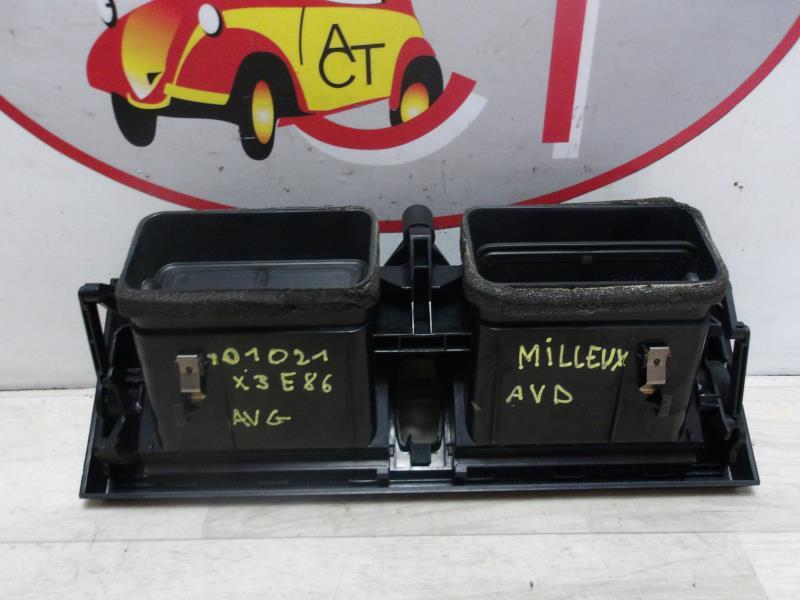 ACT
101021
X3 E86
AVG
MILLEUX
AVD